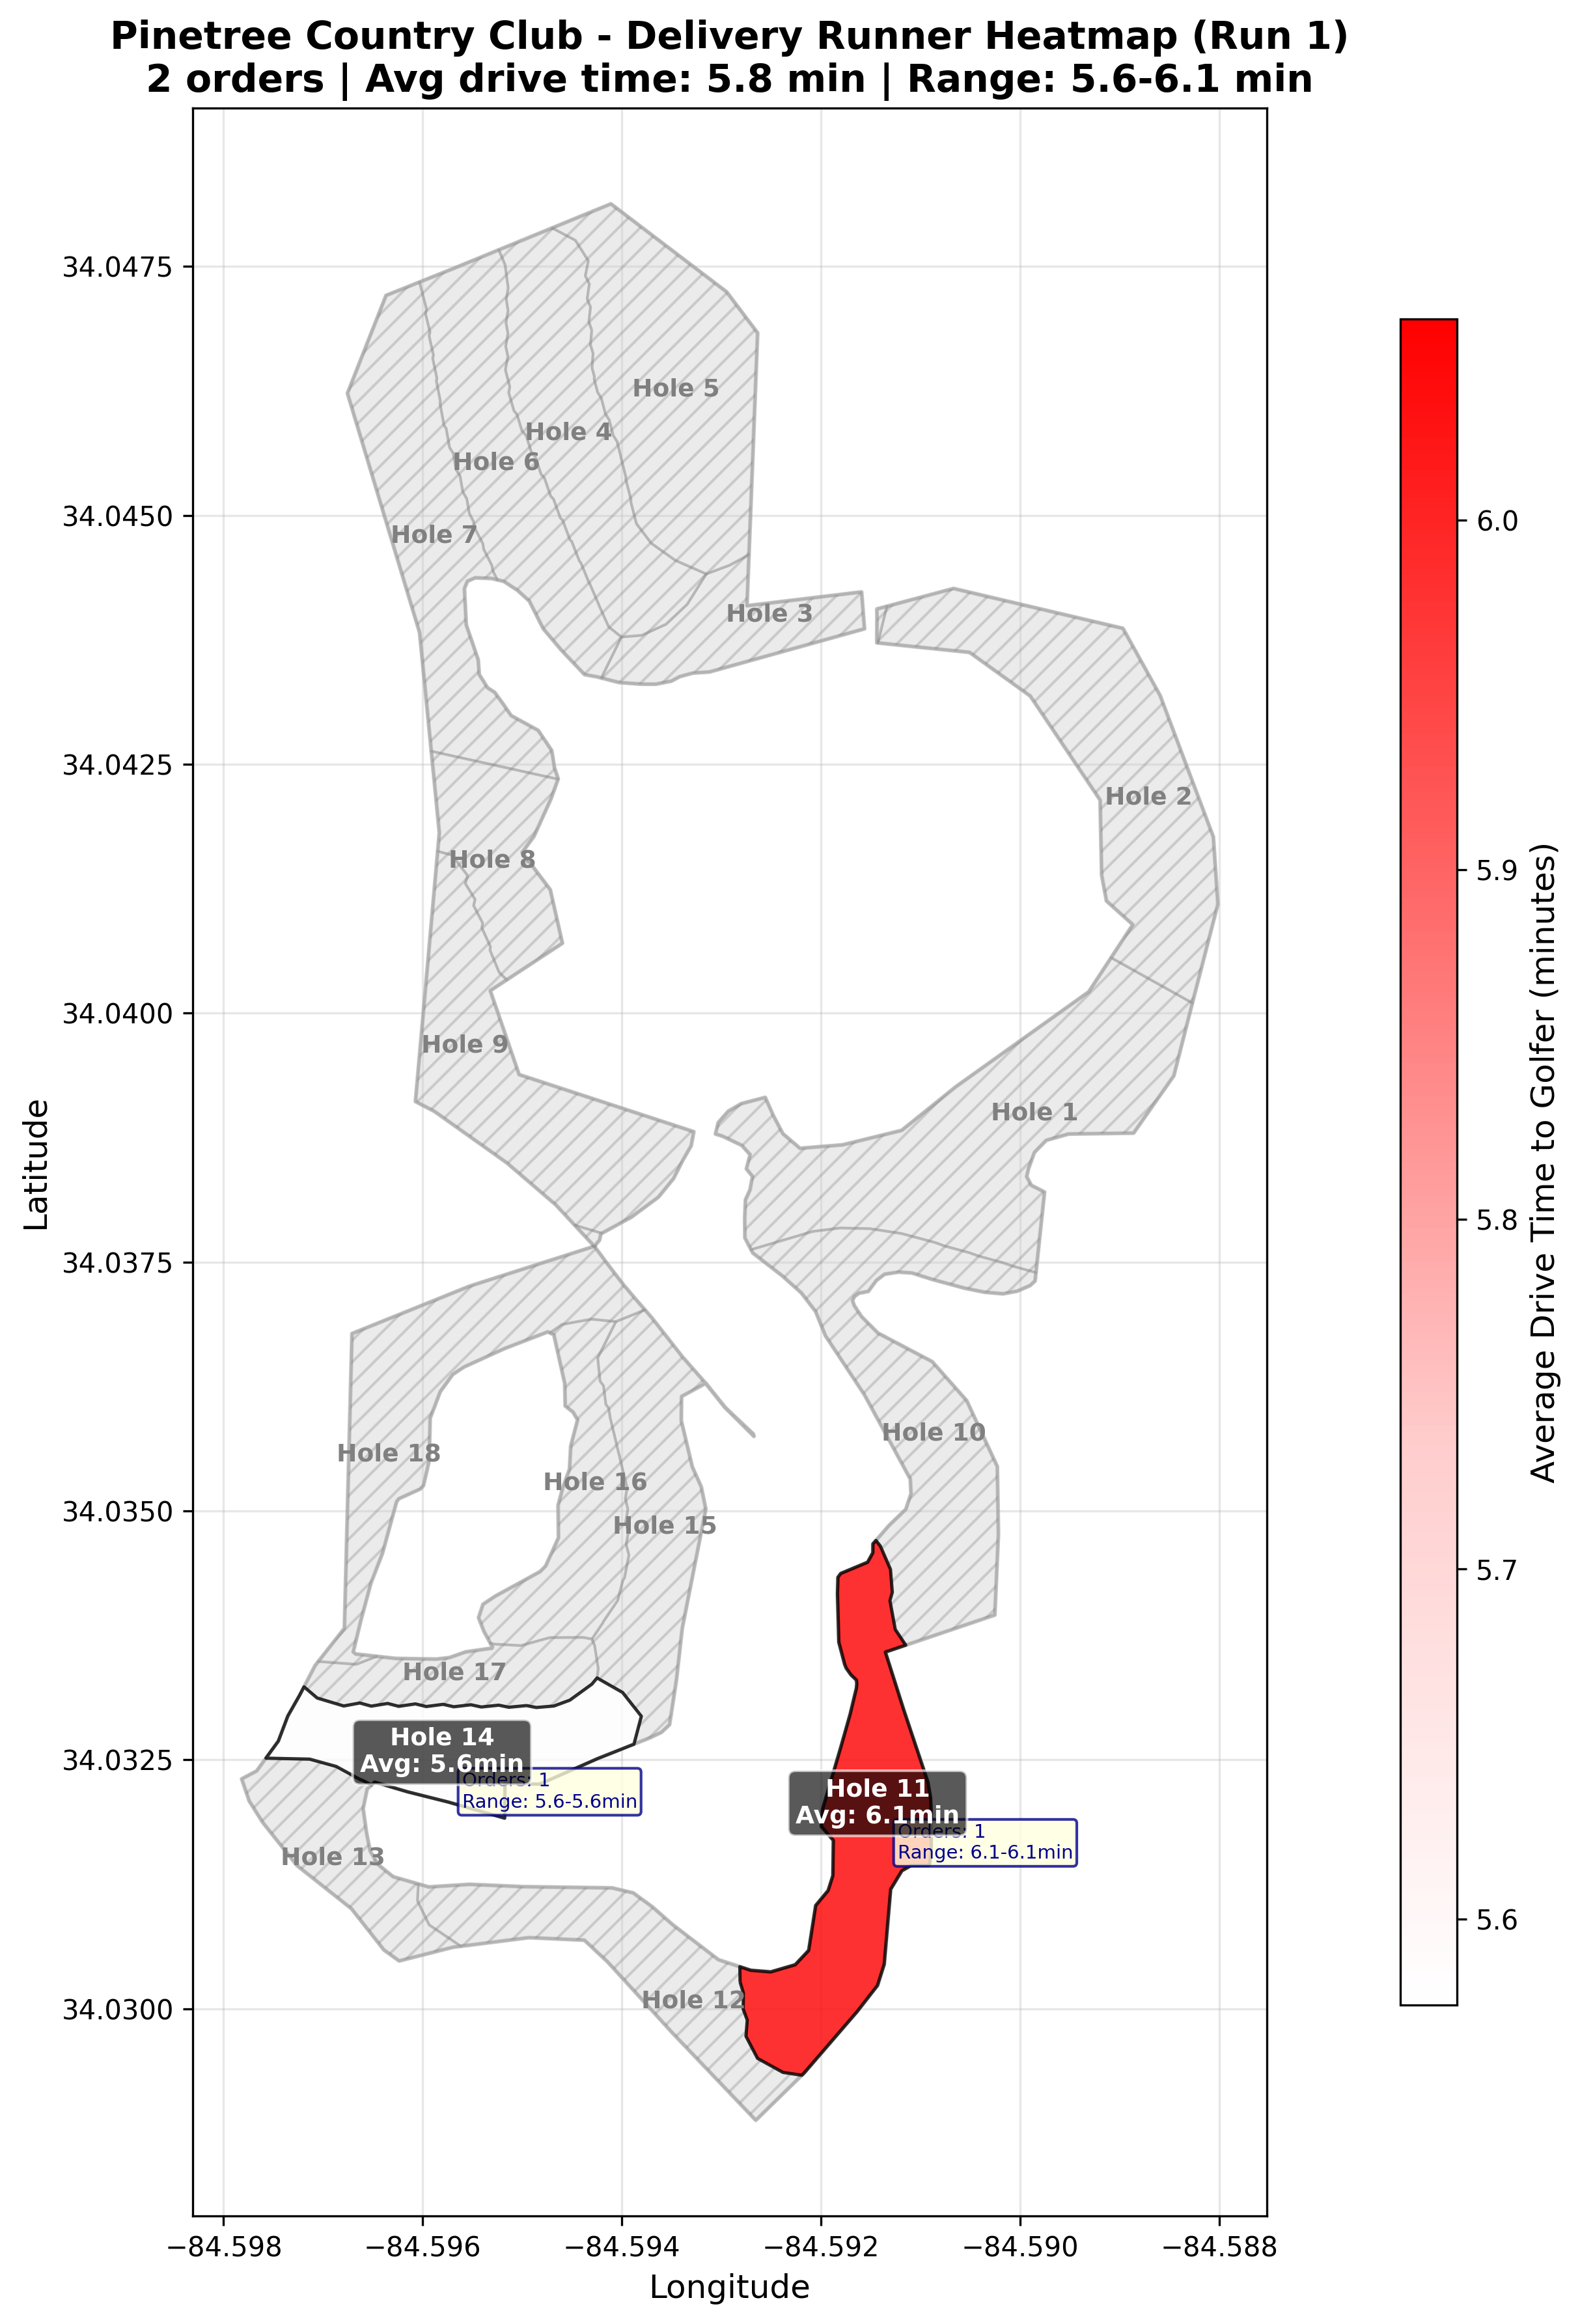 Pinetree Country Club - Delivery Runner Heatmap (Run 1)
2 orders | Avg drive time: 5.8 min | Range: 5.6-6.1 min
34.0475
34.0450
34.0425
34.0400
34.0375
34.0350
34.0325
34.0300
Latitude
Hole 5
Hole 4
Hole 6
Hole 7
Hole 3
Hole 2
Hole 8
Hole 9
Hole 1
Hole 10
Hole 18
Hole 16
Hole 15
Hole 17
Hole 14
Avg: 5.6min
Orders: 1
Range: 5.6-5.6min
Hole 11
Avg: 6.1min
Orders: 1
Range: 6.1-6.1min
Hole 13
Hole 12
−84.598
−84.596
−84.594
−84.592
−84.590
−84.588
Longitude
6.0
5.9
5.8
5.7
5.6
Average Drive Time to Golfer (minutes)